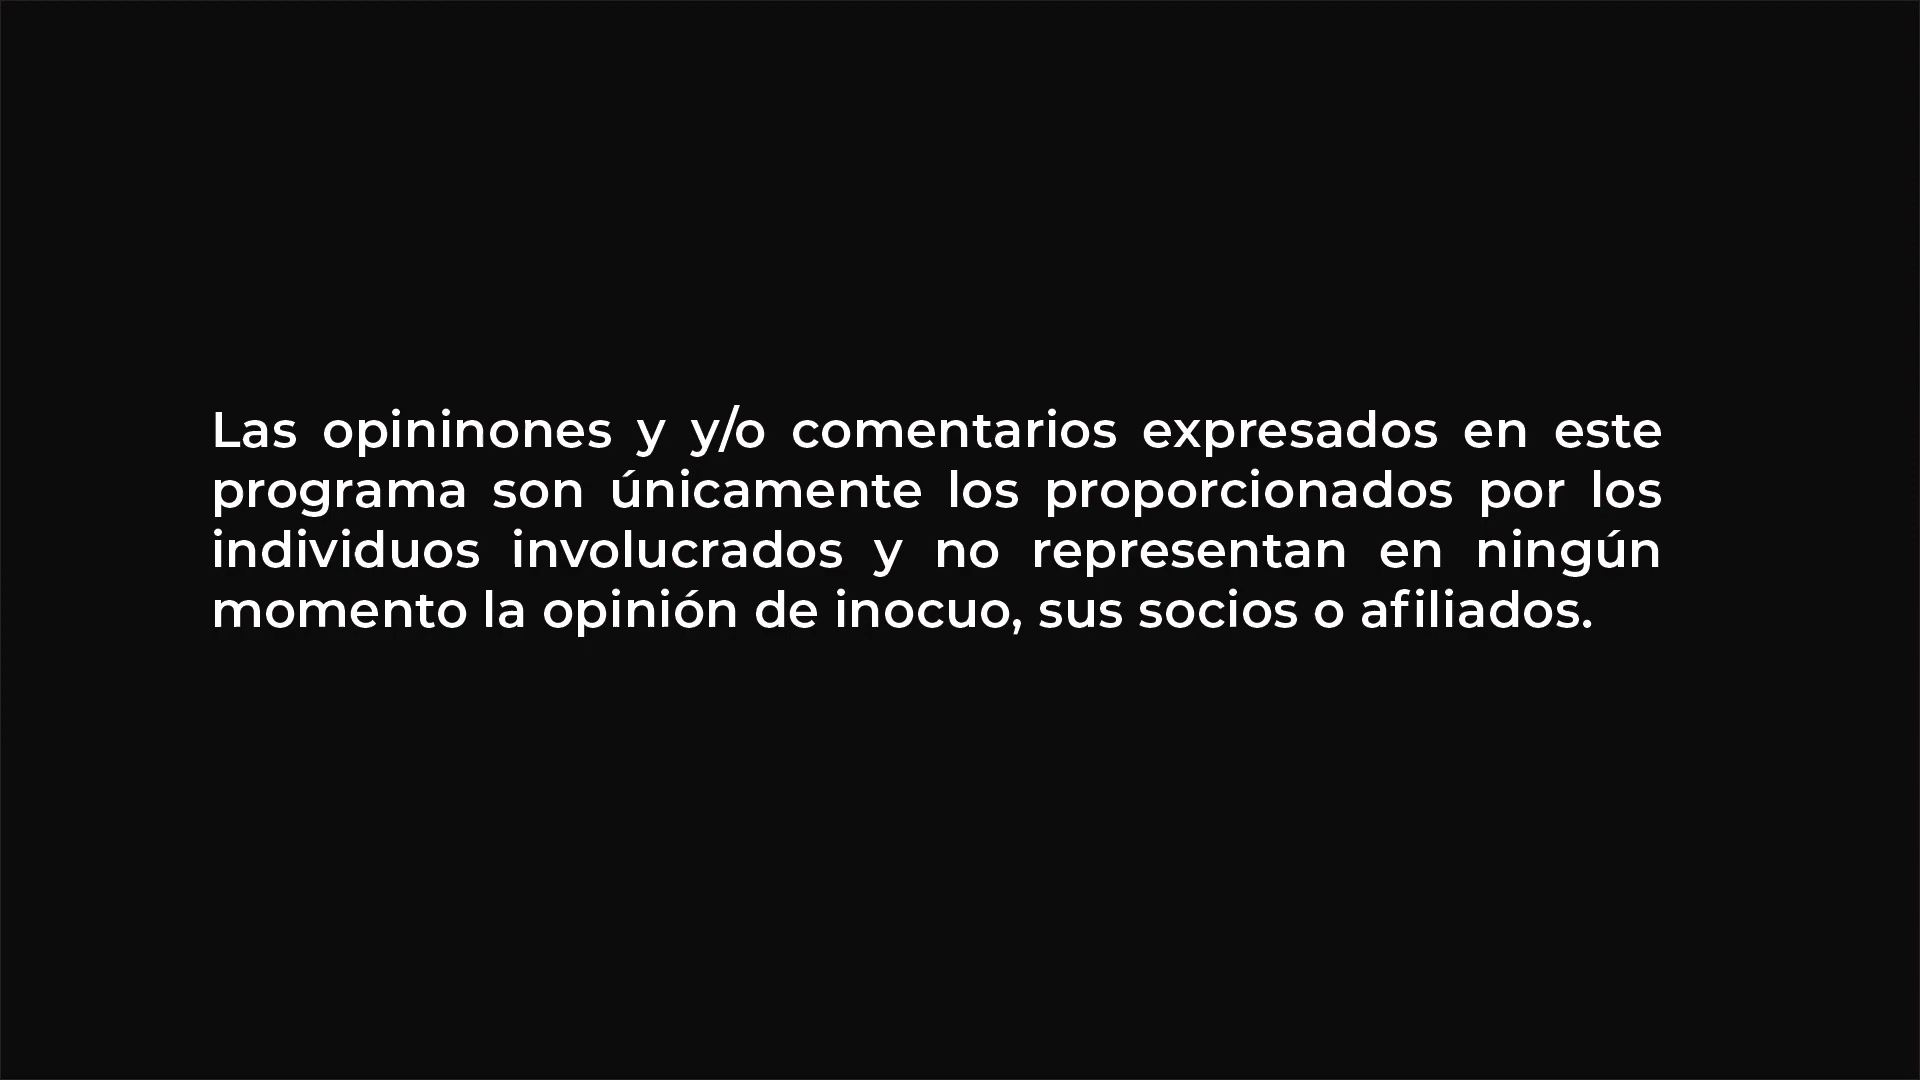 Las opininones y y/o comentarios expresados en este
programa son únicamente los proporcionados por los
individuos involucrados y no representan en ningún
momento la opinión de inocuo, sus socios o afiliados.